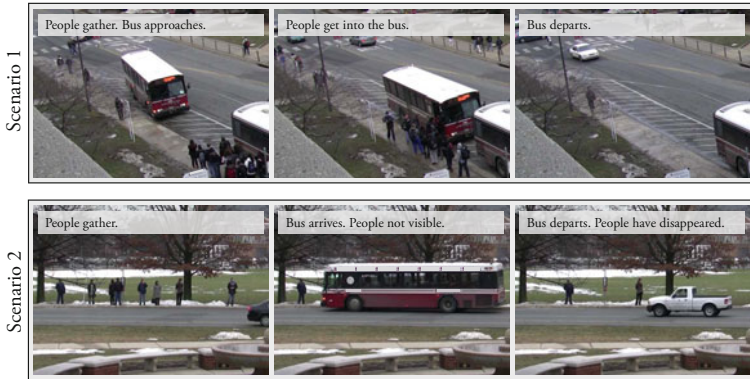 Scenario 1
People gather. Bus approaches.
People get into the bus.
Bus departs.
Scenario 2
People gather.
Bus arrives. People not visible.
Bus departs. People have disappeared.